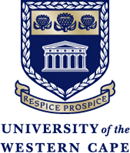 RESPICE PROSPICE
UNIVERSITY of the
WESTERN CAPE